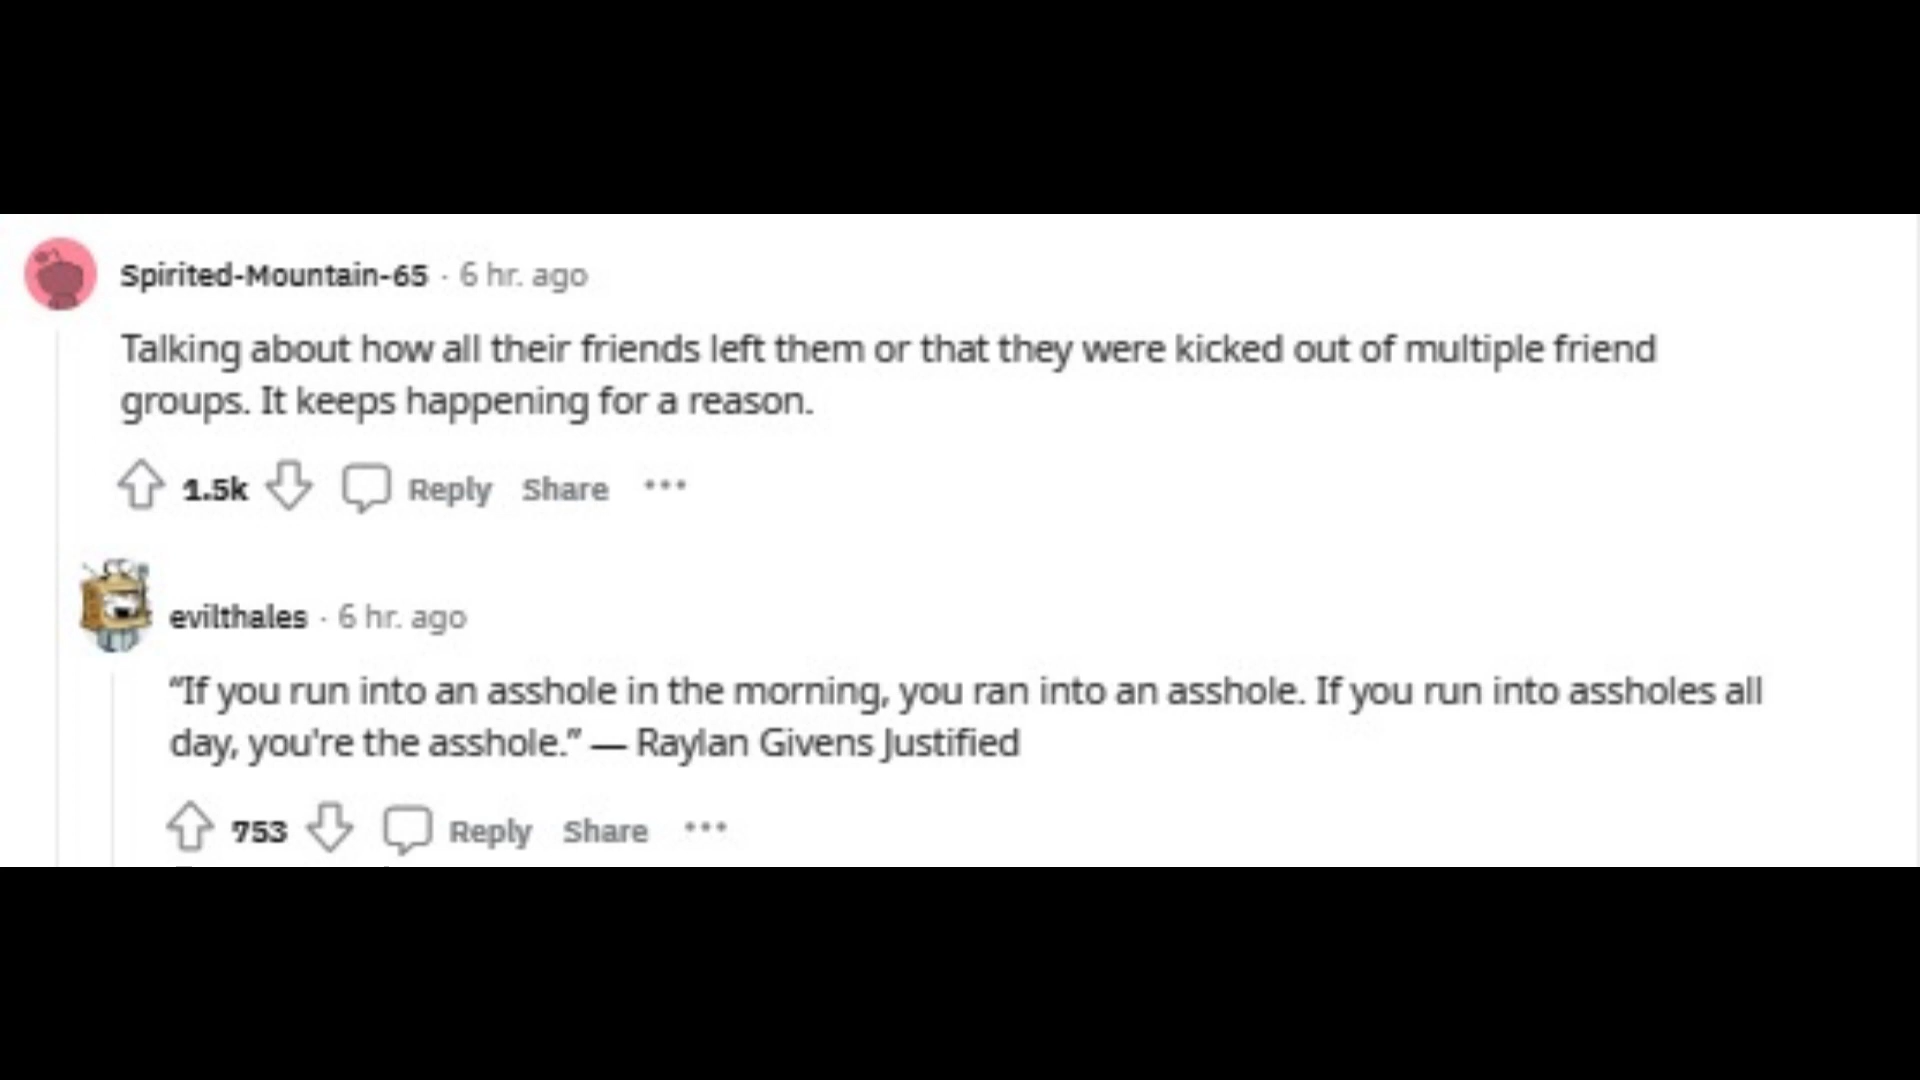 Spirited-Mountain-65 · 6 hr. ago
Talking about how all their friends left them or that they were kicked out of multiple friend
groups. It keeps happening for a reason.
1.5k Reply Share ···
evilthales · 6 hr. ago
“If you run into an asshole in the morning, you ran into an asshole. If you run into assholes all
day, you're the asshole.” — Raylan Givens Justified
753 Reply Share ···